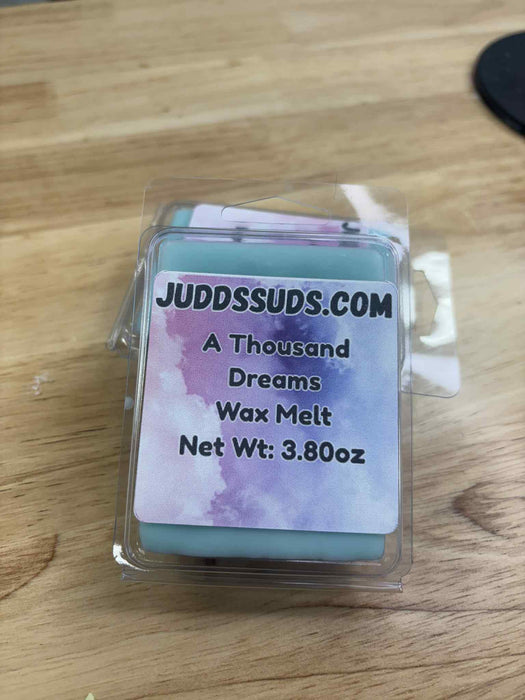 JUDDSSUDS.COM
A Thousand
Dreams
Wax Melt
Net Wt: 3.80oz